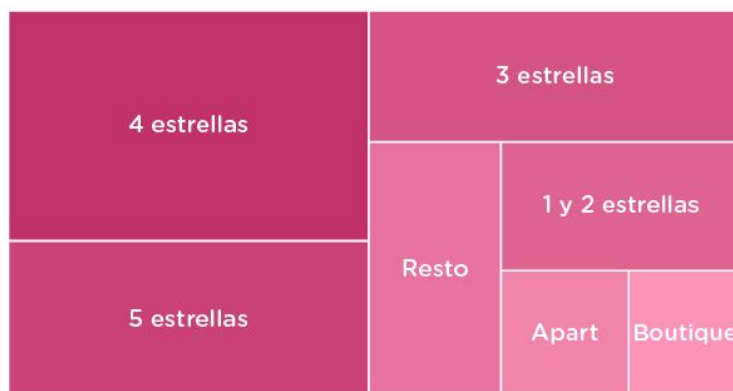 4 estrellas
3 estrellas
1 y 2 estrellas
Resto
5 estrellas
Apart
Boutique